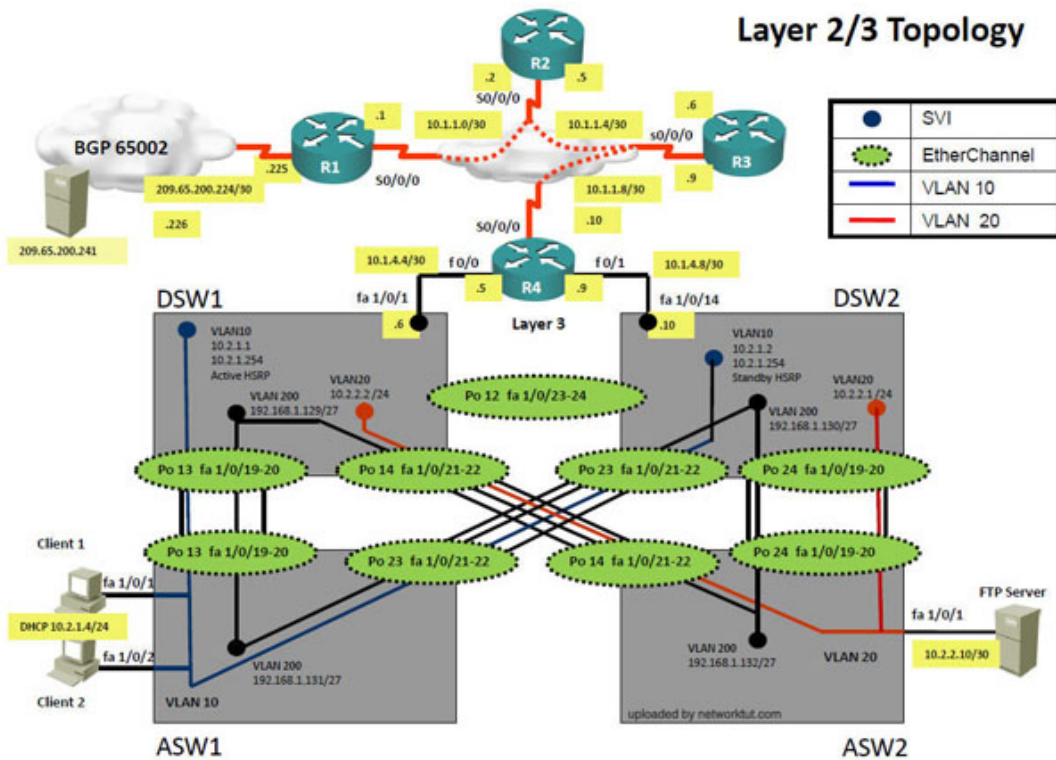 Layer 2/3 Topology
R2
.2
.5
S0/0/0
.1
10.1.1.0/30
10.1.1.4/30
.6
s0/0/0
BGP 65002
R1
R3
.225
S0/0/0
.9
209.65.200.224/30
10.1.1.8/30
.226
.10
209.65.200.241
S0/0/0
SVI
EtherChannel
VLAN 10
VLAN 20
10.1.4.4/30
f 0/0
f 0/1
10.1.4.8/30
.5
R4
.9
DSW1
fa 1/0/1
fa 1/0/14
DSW2
.6
Layer 3
.10
VLAN10
10.2.1.1
10.2.1.254
Active HSRP
VLAN 200
192.168.1.129/27
VLAN20
10.2.2.2 /24
Po 12 fa 1/0/23-24
VLAN10
10.2.1.2
10.2.1.254
Standby HSRP
VLAN 200
192.168.1.130/27
VLAN20
10.2.2.1 /24
Po 13 fa 1/0/19-20
Po 14 fa 1/0/21-22
Po 23 fa 1/0/21-22
Po 24 fa 1/0/19-20
Po 13 fa 1/0/19-20
Po 23 fa 1/0/21-22
Po 14 fa 1/0/21-22
Po 24 fa 1/0/19-20
Client 1
fa 1/0/1
DHCP 10.2.1.4/24
fa 1/0/2
Client 2
VLAN 200
192.168.1.131/27
VLAN 10
VLAN 200
192.168.1.132/27
VLAN 20
FTP Server
fa 1/0/1
10.2.2.10/30
uploaded by networktut.com
ASW1
ASW2